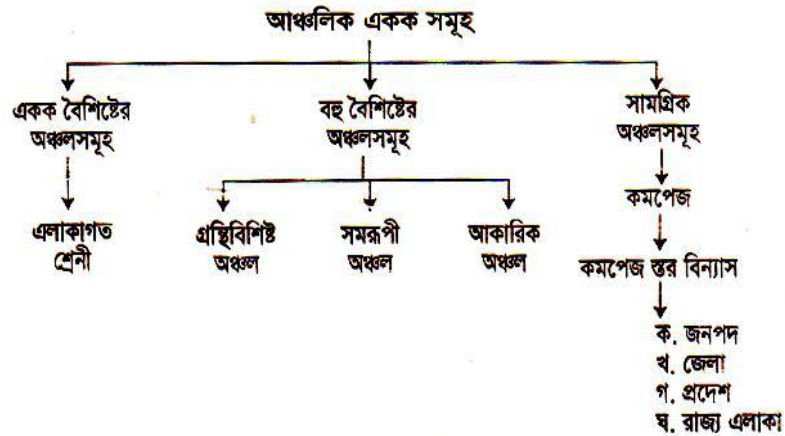 আঞ্চলিক একক সমূহ
একক বৈশিষ্টের
অঞ্চলসমূহ
বহু বৈশিষ্টের
অঞ্চলসমূহ
সামগ্রিক
অঞ্চলসমূহ
এলাকাগত
শ্রেনী
গ্রন্থিবিশিষ্ট
অঞ্চল
সমরূপী
অঞ্চল
আকারিক
অঞ্চল
কমপেজ
কমপেজ স্তর বিন্যাস
ক. জনপদ
খ. জেলা
গ. প্রদেশ
ঘ. রাজ্য এলাকা